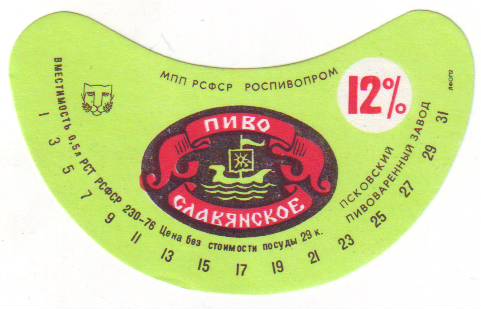 МПП РСФСР РОСПИВОПРОМ
12%
ПИВО
СЛАВЯНСКОЕ
ПСКОВСКИЙ
ПИВОВАРЕННЫЙ ЗАВОД
ВМЕСТИМОСТЬ 0,5 л РСТ РСФСР 230-76 Цена без стоимости посуды 29 к.
1 3 5 7 9 11 13 15 17 19 21 23 25 27 29 31